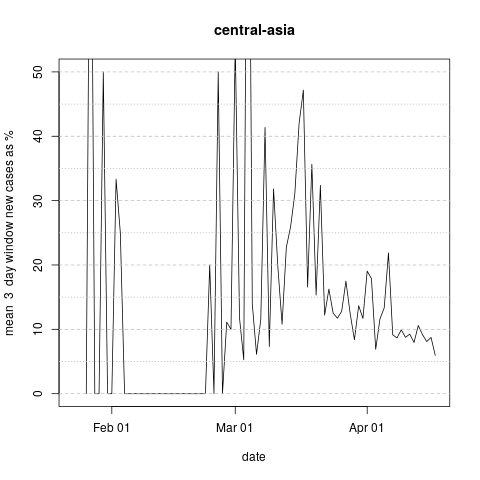 central-asia
mean  3  day window new cases as %
50
40
30
20
10
0
Feb 01
Mar 01
Apr 01
date